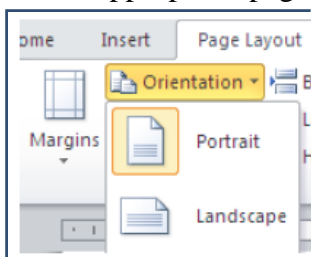 ome Insert Page Layout
Orientation B
Margins
Portrait
L
H
Landscape